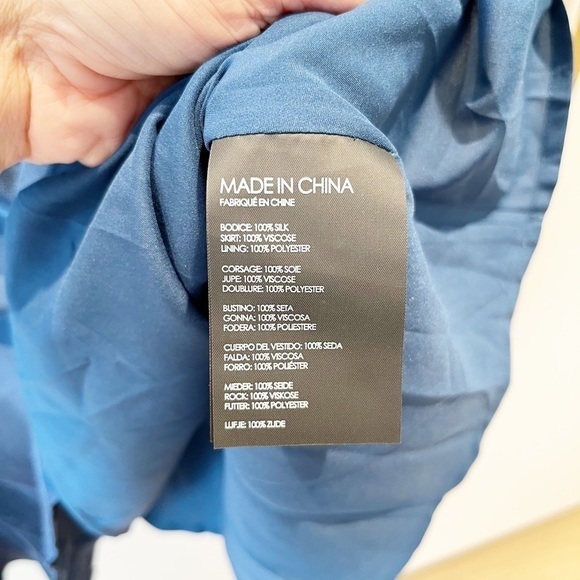 MADE IN CHINA
FABRIQUÉ EN CHINE
BODICE: 100% SILK
SKIRT: 100% VISCOSE
LINING: 100% POLYESTER
CORSAGE: 100% SOIE
JUPE: 100% VISCOSE
DOUBLURE: 100% POLYESTER
BUSTINO: 100% SETA
GONNA: 100% VISCOSA
FODERA: 100% POLIESTERE
CUERPO DEL VESTIDO: 100% SEDA
FALDA: 100% VISCOSA
FORRO: 100% POLIÉSTER
MIEDER: 100% SEIDE
ROCK: 100% VISKOSE
FUTTER: 100% POLYESTER
LIJFJE: 100% ZIJDE